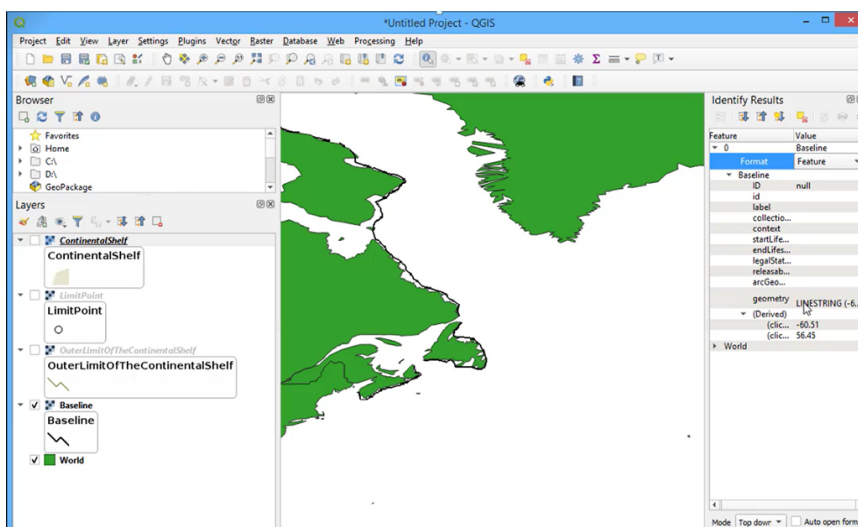 *Untitled Project - QGIS
Project Edit View Layer Settings Plugins Vector Raster Database Web Processing Help
Browser
Favorites
Home
C:\
D:\
GeoPackage
Layers
ContinentalShelf
ContinentalShelf
LimitPoint
LimitPoint
OuterLimitOfTheContinentalShelf
OuterLimitOfTheContinentalShelf
Baseline
Baseline
World
Identify Results
Feature Value
0 Baseline
Format Feature
Baseline
ID null
id
label
collectio...
context
startLife...
endLifes...
legalStat...
releasab...
arcGeo...
geometry LINESTRING (-6...
(Derived)
(clic... -60.51
(clic... 56.45
World
Mode Top down Auto open form